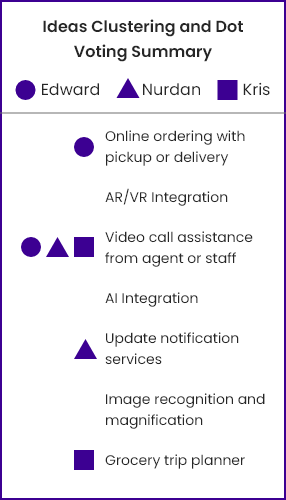 Ideas Clustering and Dot
Voting Summary
Edward Nurdan Kris
Online ordering with
pickup or delivery
AR/VR Integration
Video call assistance
from agent or staff
AI Integration
Update notification
services
Image recognition and
magnification
Grocery trip planner